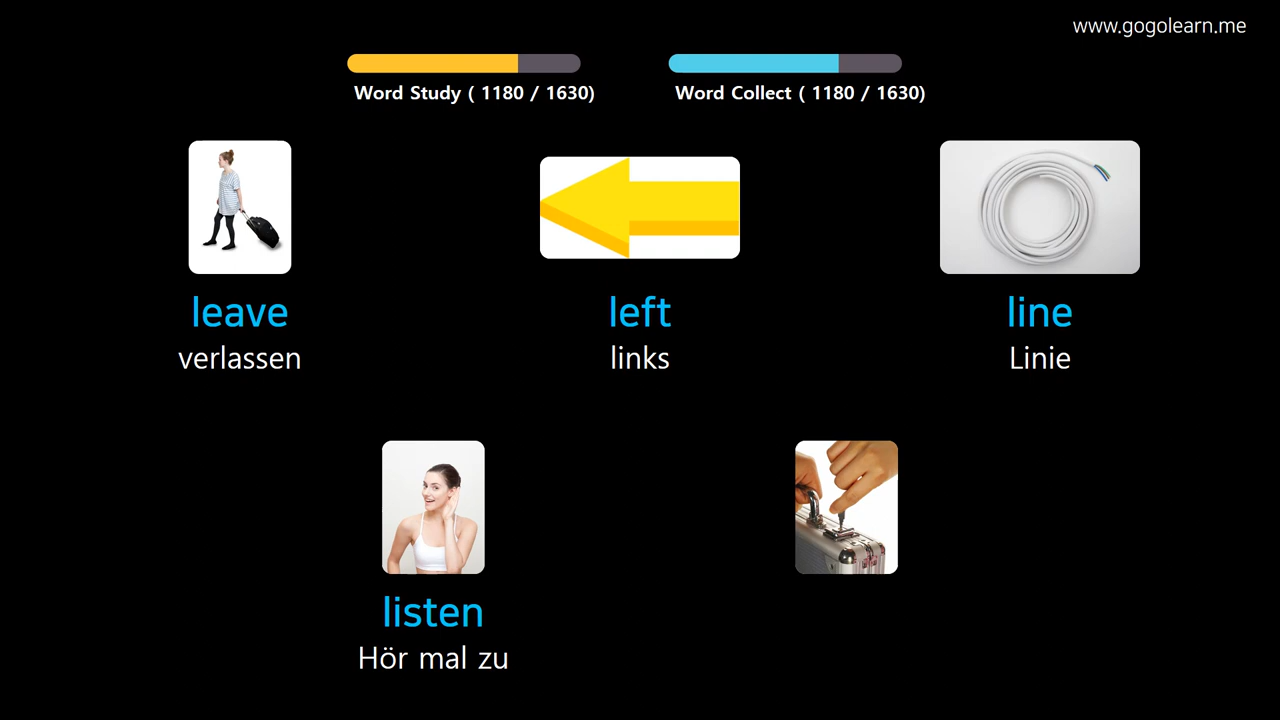 www.gogolearn.me
Word Study ( 1180 / 1630)
Word Collect ( 1180 / 1630)
leave
verlassen
left
links
line
Linie
listen
Hör mal zu